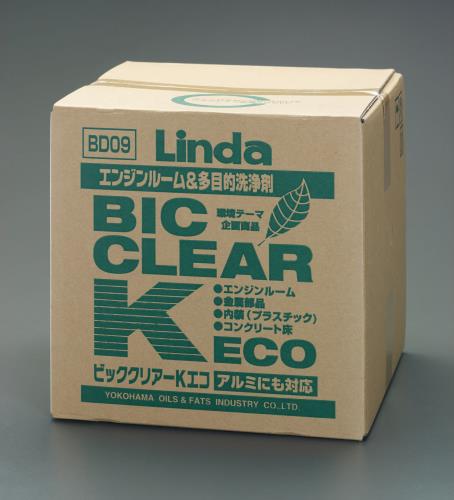 BD09
Linda
エンジンルーム&多目的洗浄剤
BIC
環境テーマ
企画商品
CLEAR
K
●エンジンルーム
●金属部品
●内装(プラスチック)
●コンクリート床
ECO
ビッククリアーKエコ アルミにも対応
YOKOHAMA OILS & FATS INDUSTRY CO.,LTD.